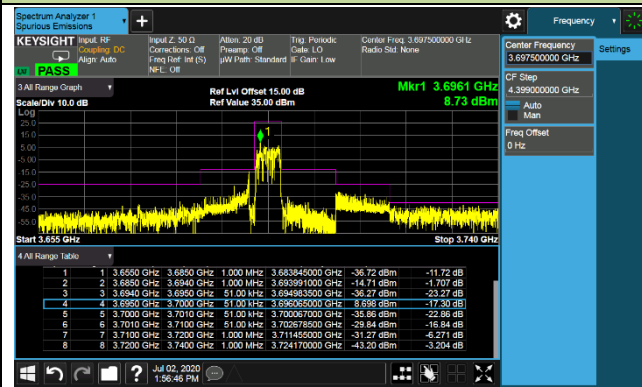 Spectrum Analyzer 1
Spurious Emissions
Frequency
KEYSIGHT Input: RF Input Z: 50 Ω Atten: 20 dB Trig: Periodic Center Freq: 3.697500000 GHz
Coupling: DC Corrections: Off Preamp: Off Gate: LO Radio Std: None
Align: Auto Freq Ref: Int (S) µW Path: Standard IF Gain: Low
NFE: Off
LM PASS
Center Frequency
3.697500000 GHz
Settings
CF Step
4.399000000 GHz
Auto
Man
Freq Offset
0 Hz
3 All Range Graph
Ref Lvl Offset 15.00 dB
Mkr1 3.6961 GHz
Scale/Div 10.0 dB
Ref Value 35.00 dBm
8.73 dBm
Log
25.0
15.0
5.00
-5.00
-15.0
-25.0
-35.0
-45.0
-55.0
1
Start 3.655 GHz
Stop 3.740 GHz
4 All Range Table
1 1 3.6550 GHz 3.6850 GHz 1.000 MHz 3.683845000 GHz -36.72 dBm -11.72 dB
2 2 3.6850 GHz 3.6940 GHz 1.000 MHz 3.693991000 GHz -14.71 dBm -1.707 dB
3 3 3.6940 GHz 3.6950 GHz 51.00 kHz 3.694983500 GHz -36.27 dBm -23.27 dB
4 4 3.6950 GHz 3.7000 GHz 51.00 kHz 3.696065000 GHz 8.698 dBm -17.30 dB
5 5 3.7000 GHz 3.7010 GHz 51.00 kHz 3.700067000 GHz -35.86 dBm -22.86 dB
6 6 3.7010 GHz 3.7100 GHz 51.00 kHz 3.702678500 GHz -29.84 dBm -16.84 dB
7 7 3.7100 GHz 3.7200 GHz 1.000 MHz 3.711455000 GHz -31.27 dBm -6.271 dB
8 8 3.7200 GHz 3.7400 GHz 1.000 MHz 3.724170000 GHz -43.20 dBm -3.204 dB
Jul 02, 2020
1:56:46 PM